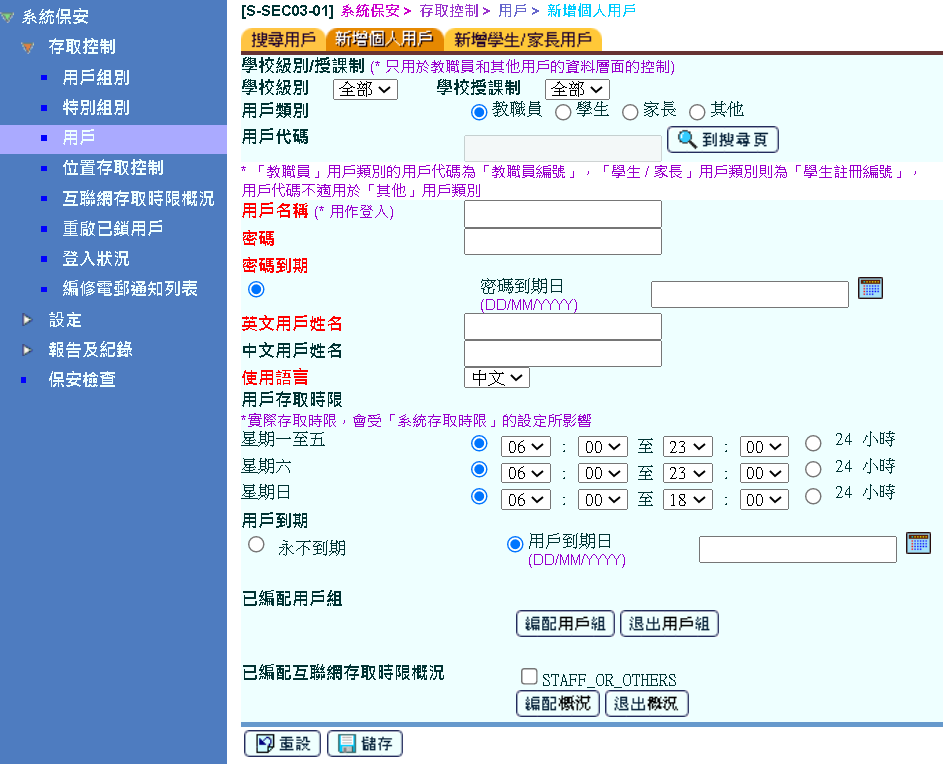 系統保安
存取控制
用戶組別
特別組別
用戶
位置存取控制
互聯網存取時限概況
重啟已鎖用戶
登入狀況
編修電郵通知列表
設定
報告及紀錄
保安檢查
[S-SEC03-01] 系統保安 > 存取控制 > 用戶 > 新增個人用戶
搜尋用戶 新增個人用戶 新增學生/家長用戶
學校級別/授課制 (* 只用於教職員和其他用戶的資料層面的控制)
學校級別 全部 學校授課制 全部
用戶類別 教職員 學生 家長 其他
用戶代碼 到搜尋頁
* 「教職員」用戶類別的用戶代碼為「教職員編號」，「學生 / 家長」用戶類別則為「學生註冊編號」，
用戶代碼不適用於「其他」用戶類別
用戶名稱 (* 用作登入)
密碼
密碼到期
密碼到期日
(DD/MM/YYYY)
英文用戶姓名
中文用戶姓名
使用語言 中文
用戶存取時限
*實際存取時限，會受「系統存取時限」的設定所影響
星期一至五 06 : 00 至 23 : 00 24 小時
星期六 06 : 00 至 23 : 00 24 小時
星期日 06 : 00 至 18 : 00 24 小時
用戶到期
永不到期 用戶到期日
(DD/MM/YYYY)
已編配用戶組
編配用戶組 退出用戶組
已編配互聯網存取時限概況 STAFF_OR_OTHERS
編配概況 退出概況
重設 儲存